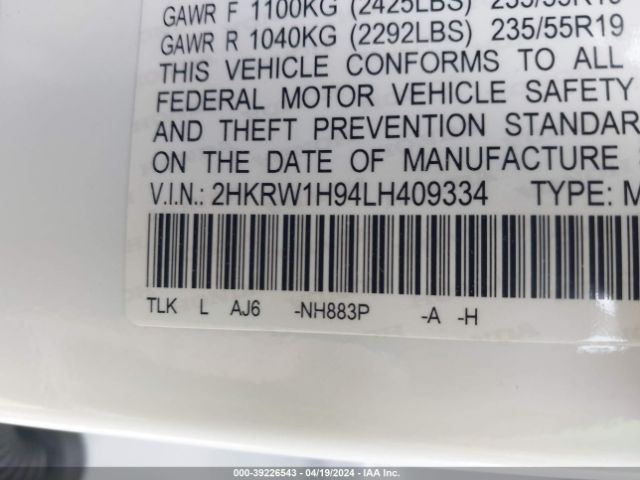 GAWR F 1100KG (2425LBS) 235/55R19
GAWR R 1040KG (2292LBS) 235/55R19
THIS VEHICLE CONFORMS TO ALL
FEDERAL MOTOR VEHICLE SAFETY
AND THEFT PREVENTION STANDAR
ON THE DATE OF MANUFACTURE
V.I.N.: 2HKRW1H94LH409334 TYPE: M
TLK L AJ6 -NH883P -A -H
000-39226543 / 04/19/2024 - IAA Inc.